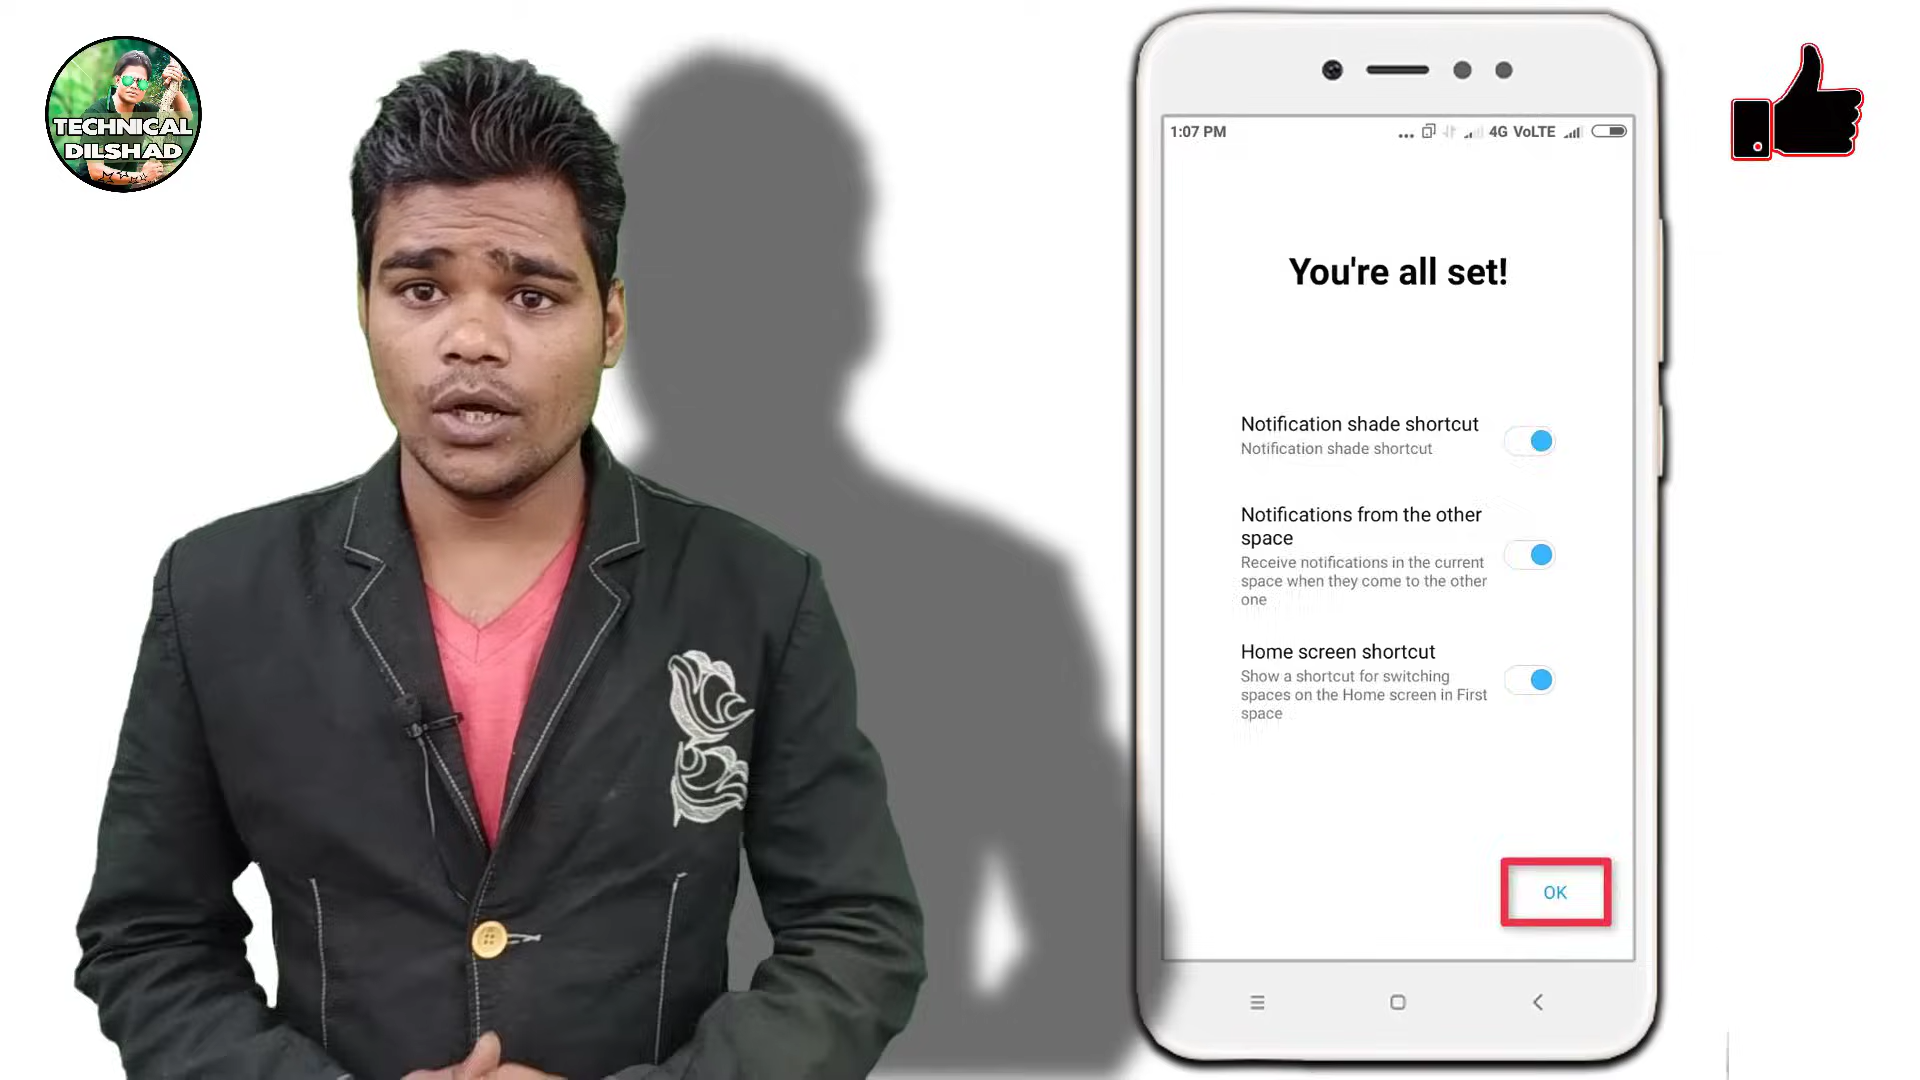 TECHNICAL
DILSHAD
1:07 PM
4G VoLTE
You're all set!
Notification shade shortcut
Notification shade shortcut
Notifications from the other
space
Receive notifications in the current
space when they come to the other
one
Home screen shortcut
Show a shortcut for switching
spaces on the Home screen in First
space
OK